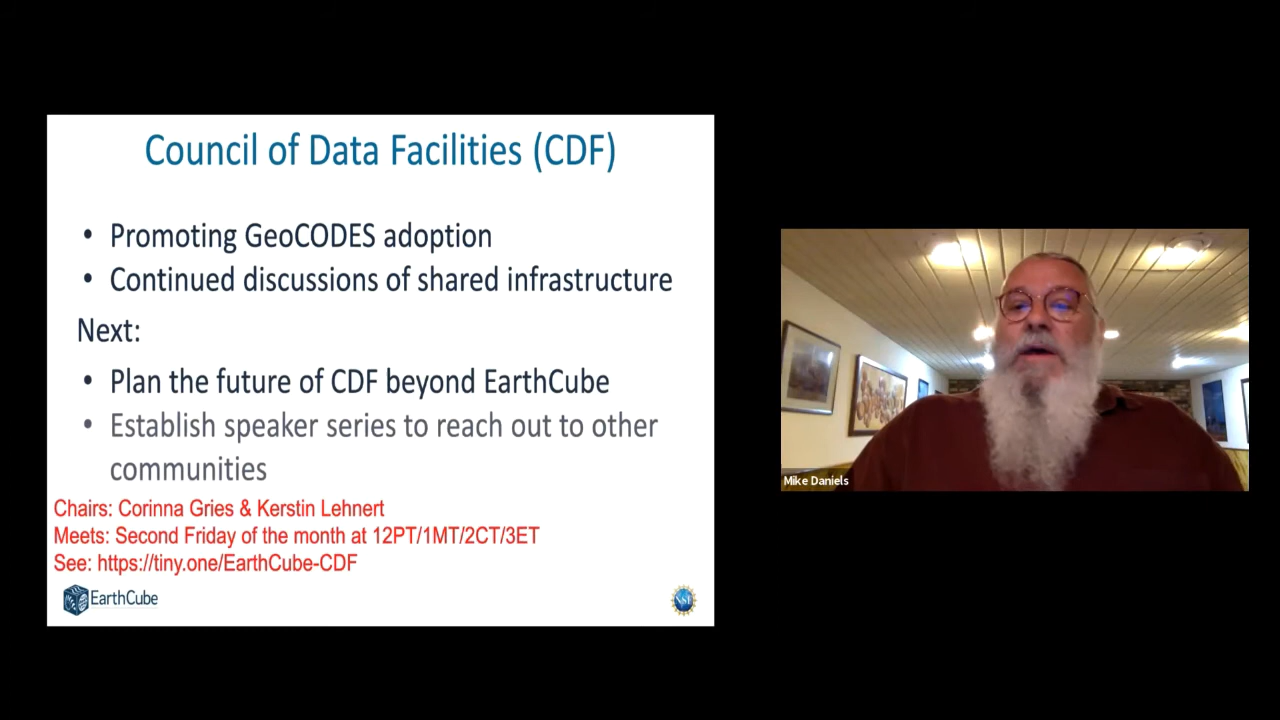 Council of Data Facilities (CDF)
• Promoting GeoCODES adoption
• Continued discussions of shared infrastructure
Next:
• Plan the future of CDF beyond EarthCube
• Establish speaker series to reach out to other
communities
Chairs: Corinna Gries & Kerstin Lehnert
Meets: Second Friday of the month at 12PT/1MT/2CT/3ET
See: https://tiny.one/EarthCube-CDF
EarthCube
NSF
Mike Daniels